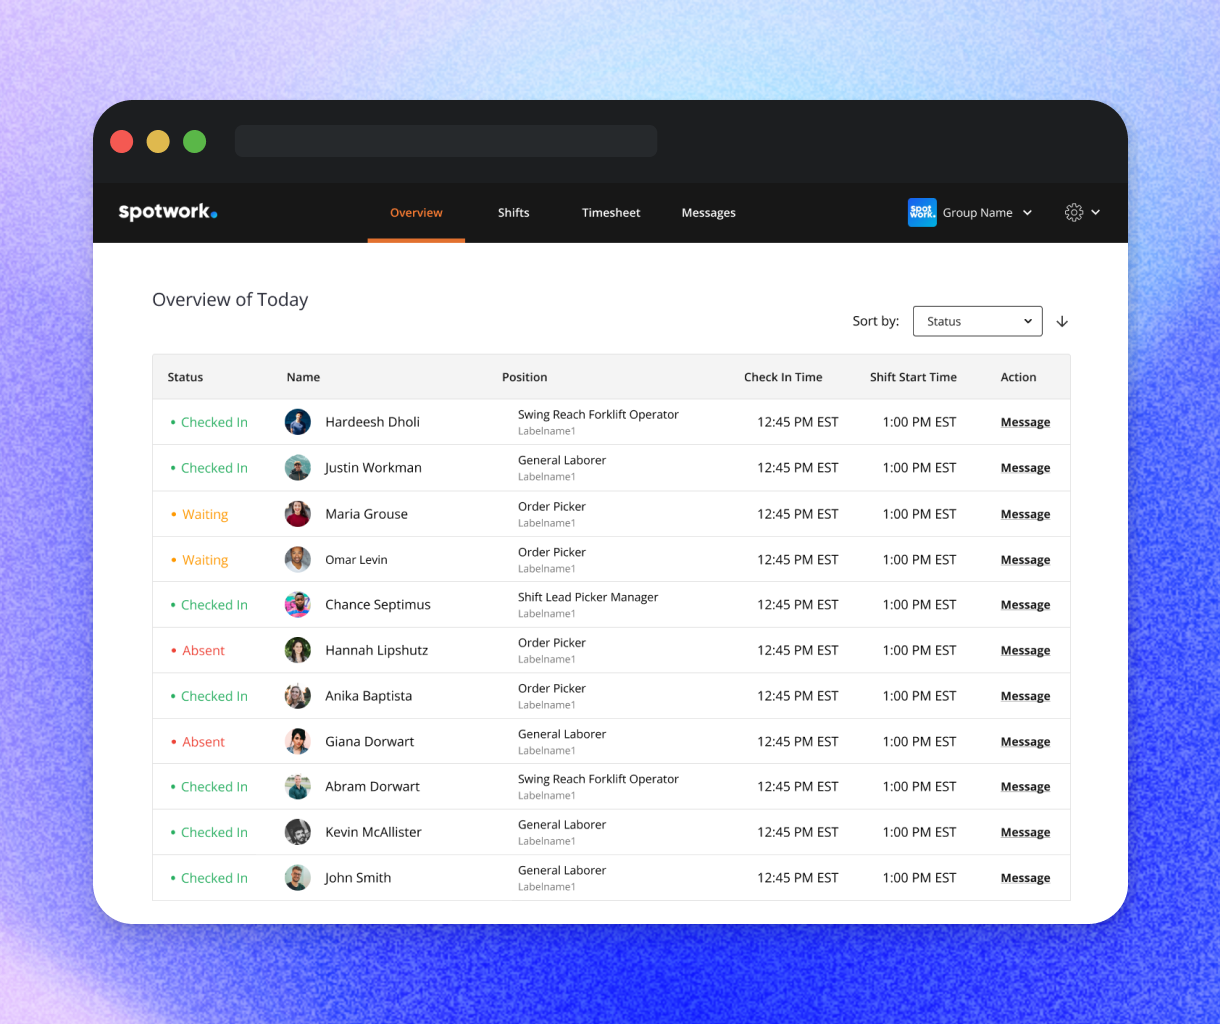 spotwork.
Overview Shifts Timesheet Messages
spot
work.
Group Name
Overview of Today
Sort by: Status
Status Name Position Check In Time Shift Start Time Action
Checked In Hardeesh Dholi Swing Reach Forklift Operator 12:45 PM EST 1:00 PM EST Message
Labelname1
Checked In Justin Workman General Laborer 12:45 PM EST 1:00 PM EST Message
Labelname1
Waiting Maria Grouse Order Picker 12:45 PM EST 1:00 PM EST Message
Labelname1
Waiting Omar Levin Order Picker 12:45 PM EST 1:00 PM EST Message
Labelname1
Checked In Chance Septimus Shift Lead Picker Manager 12:45 PM EST 1:00 PM EST Message
Labelname1
Absent Hannah Lipshutz Order Picker 12:45 PM EST 1:00 PM EST Message
Labelname1
Checked In Anika Baptista Order Picker 12:45 PM EST 1:00 PM EST Message
Labelname1
Absent Giana Dorwart General Laborer 12:45 PM EST 1:00 PM EST Message
Labelname1
Checked In Abram Dorwart Swing Reach Forklift Operator 12:45 PM EST 1:00 PM EST Message
Labelname1
Checked In Kevin McAllister General Laborer 12:45 PM EST 1:00 PM EST Message
Labelname1
Checked In John Smith General Laborer 12:45 PM EST 1:00 PM EST Message
Labelname1